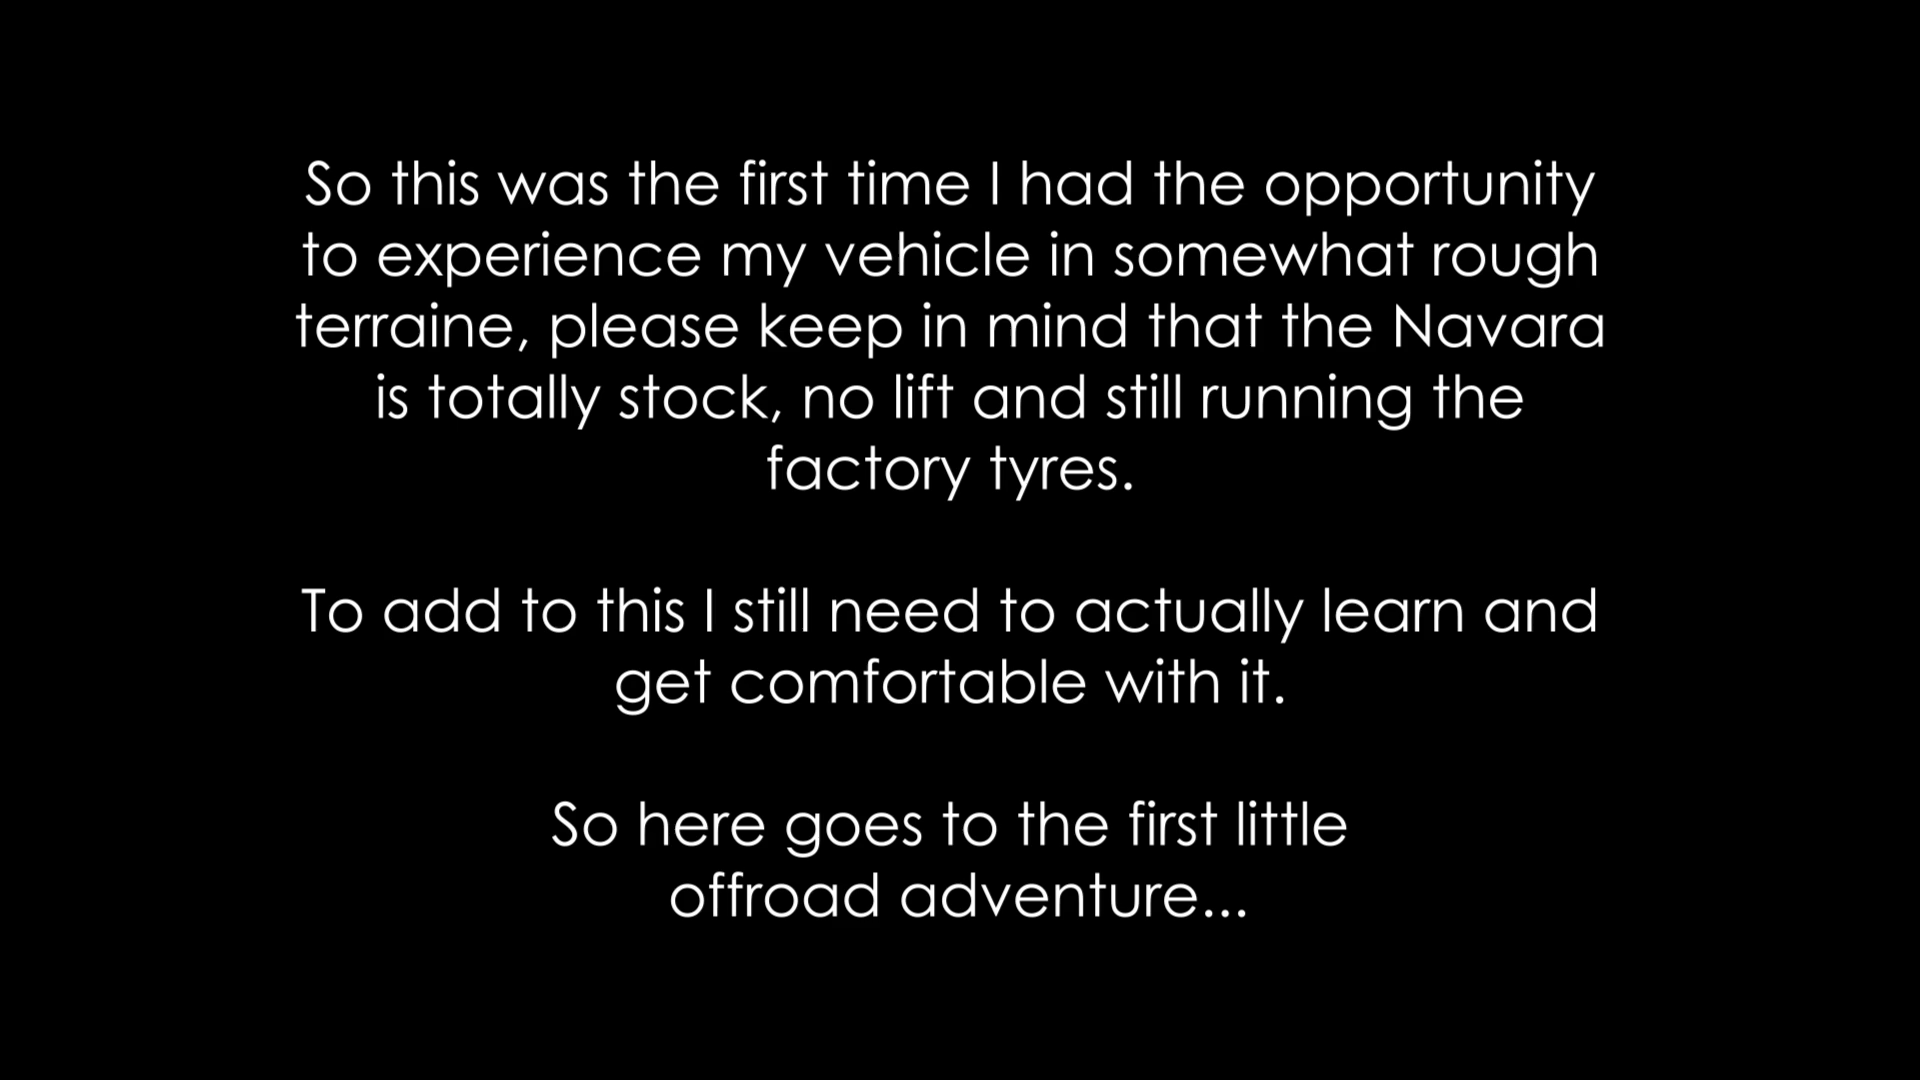 So this was the first time I had the opportunity
to experience my vehicle in somewhat rough
terraine, please keep in mind that the Navara
is totally stock, no lift and still running the
factory tyres.
To add to this I still need to actually learn and
get comfortable with it.
So here goes to the first little
offroad adventure...